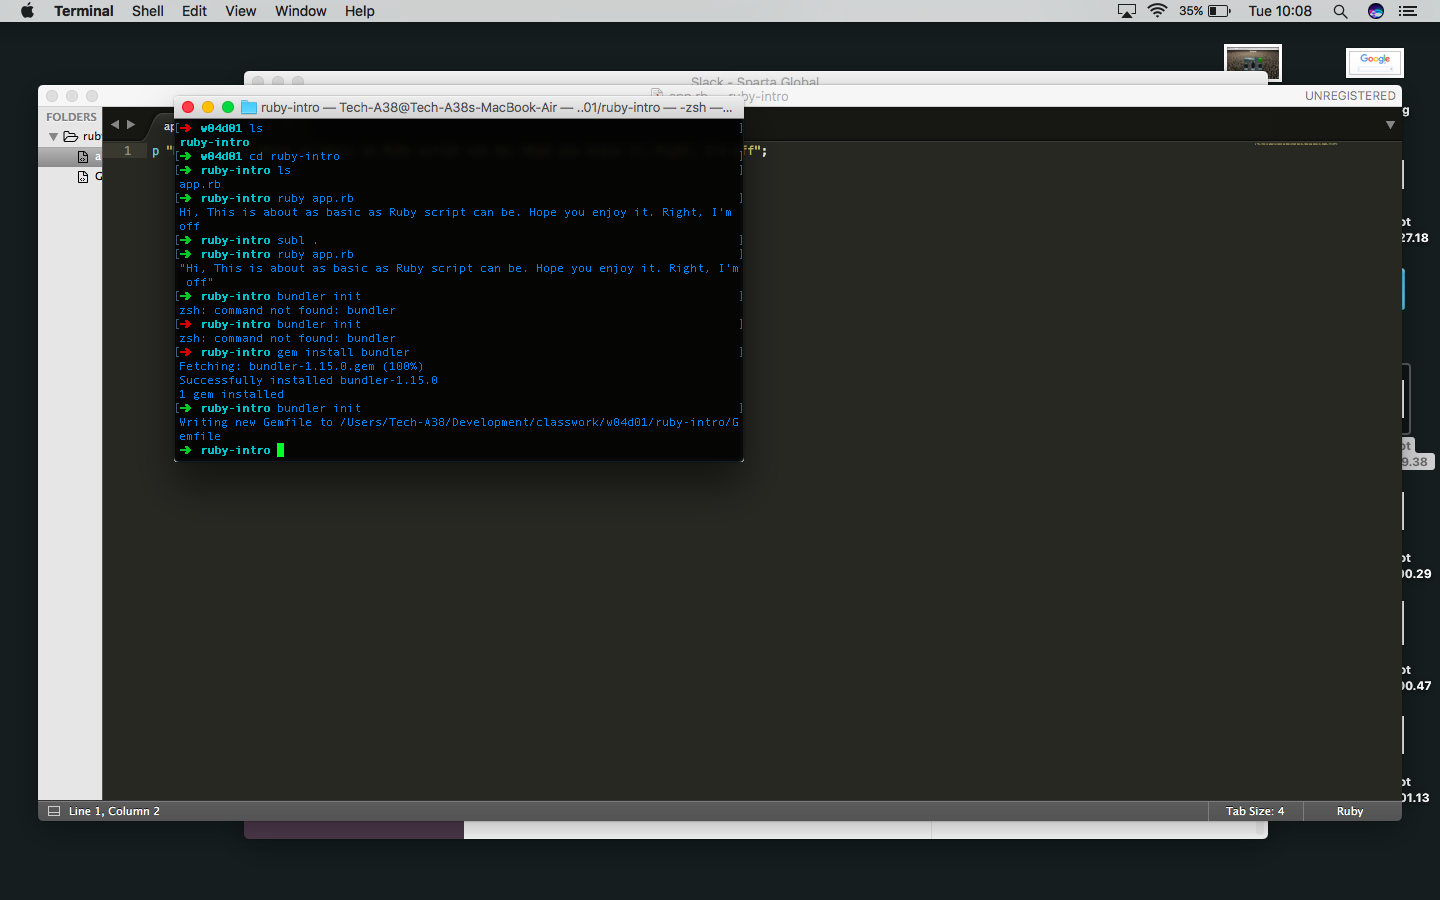 Terminal Shell Edit View Window Help 35% Tue 10:08
Google
Slack - Sparta Global
app.rb — ruby-intro
UNREGISTERED
FOLDERS
1 p " ff";
ruby-intro — Tech-A38@Tech-A38s-MacBook-Air — ..01/ruby-intro — -zsh —...
[➜ w04d01 ls ]
ruby-intro
[➜ w04d01 cd ruby-intro ]
[➜ ruby-intro ls ]
app.rb
[➜ ruby-intro ruby app.rb ]
Hi, This is about as basic as Ruby script can be. Hope you enjoy it. Right, I'm
off
[➜ ruby-intro subl . ]
[➜ ruby-intro ruby app.rb ]
"Hi, This is about as basic as Ruby script can be. Hope you enjoy it. Right, I'm
off"
[➜ ruby-intro bundler init ]
zsh: command not found: bundler
[➜ ruby-intro bundler init ]
zsh: command not found: bundler
[➜ ruby-intro gem install bundler ]
Fetching: bundler-1.15.0.gem (100%)
Successfully installed bundler-1.15.0
1 gem installed
[➜ ruby-intro bundler init ]
Writing new Gemfile to /Users/Tech-A38/Development/classwork/w04d01/ruby-intro/G
emfile
➜ ruby-intro
27.18
9.38
00.29
00.47
01.13
Line 1, Column 2 Tab Size: 4 Ruby